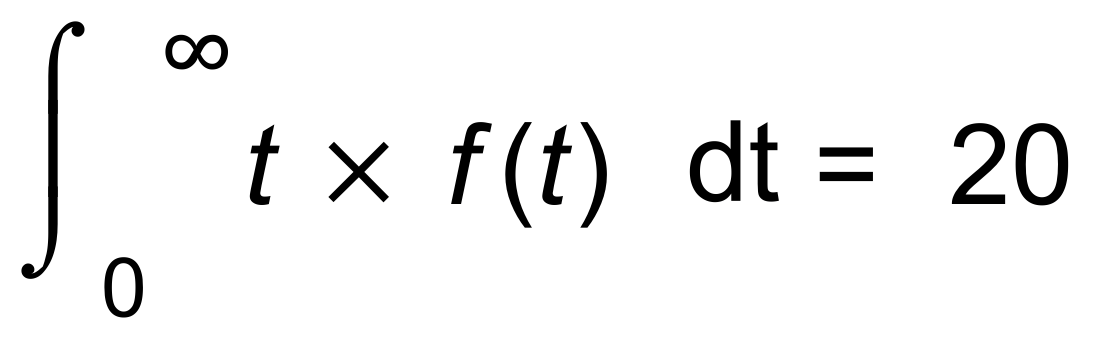 ∫₀^∞ t × f(t) dt = 20